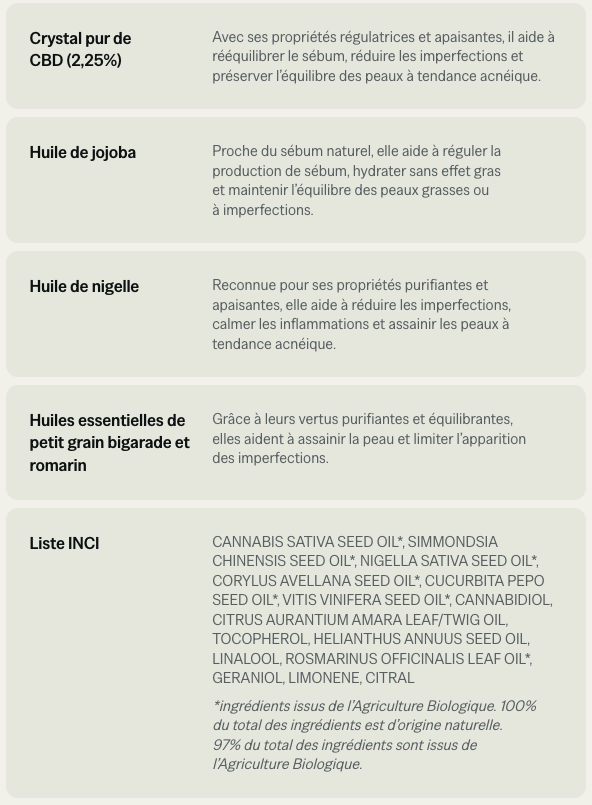 Crystal pur de
CBD (2,25%)
Avec ses propriétés régulatrices et apaisantes, il aide à
rééquilibrer le sébum, réduire les imperfections et
préserver l'équilibre des peaux à tendance acnéique.
Huile de jojoba
Proche du sébum naturel, elle aide à réguler la
production de sébum, hydrater sans effet gras
et maintenir l'équilibre des peaux grasses ou
à imperfections.
Huile de nigelle
Reconnue pour ses propriétés purifiantes et
apaisantes, elle aide à réduire les imperfections,
calmer les inflammations et assainir les peaux à
tendance acnéique.
Huiles essentielles de
petit grain bigarade et
romarin
Grâce à leurs vertus purifiantes et équilibrantes,
elles aident à assainir la peau et limiter l'apparition
des imperfections.
Liste INCI
CANNABIS SATIVA SEED OIL*, SIMMONDSIA
CHINENSIS SEED OIL*, NIGELLA SATIVA SEED OIL*,
CORYLUS AVELLANA SEED OIL*, CUCURBITA PEPO
SEED OIL*, VITIS VINIFERA SEED OIL*, CANNABIDIOL,
CITRUS AURANTIUM AMARA LEAF/TWIG OIL,
TOCOPHEROL, HELIANTHUS ANNUUS SEED OIL,
LINALOOL, ROSMARINUS OFFICINALIS LEAF OIL*,
GERANIOL, LIMONENE, CITRAL
*ingrédients issus de l'Agriculture Biologique. 100%
du total des ingrédients est d'origine naturelle.
97% du total des ingrédients sont issus de
l'Agriculture Biologique.